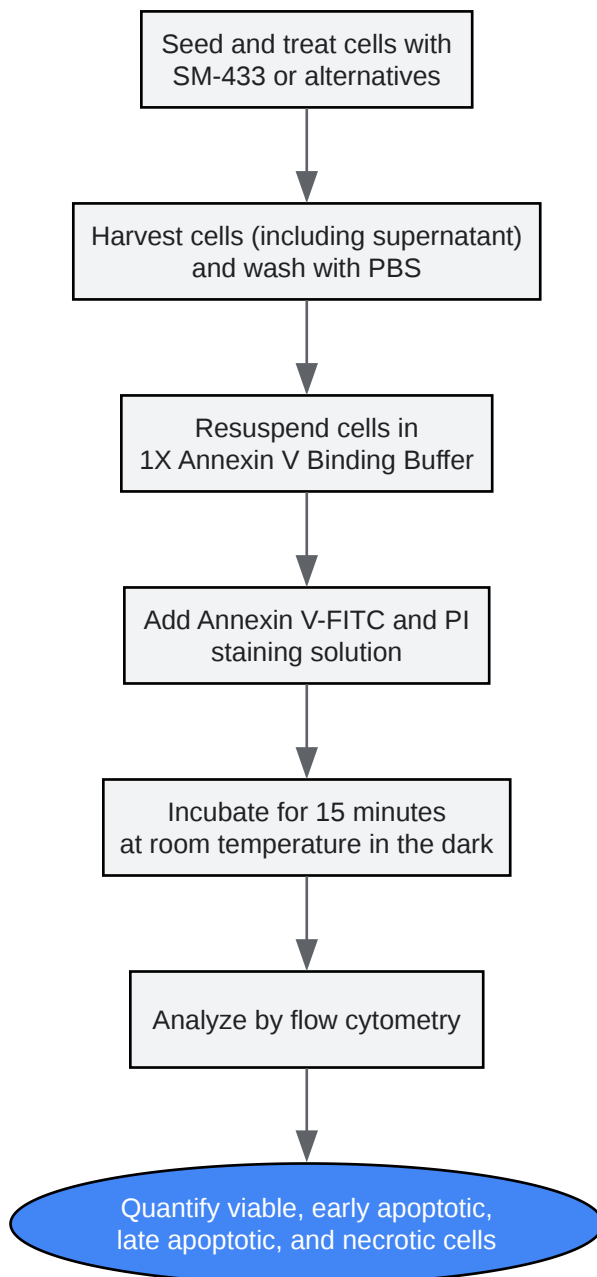 Seed and treat cells with
SM-433 or alternatives
Harvest cells (including supernatant)
and wash with PBS
Resuspend cells in
1X Annexin V Binding Buffer
Add Annexin V-FITC and PI
staining solution
Incubate for 15 minutes
at room temperature in the dark
Analyze by flow cytometry
Quantify viable, early apoptotic,
late apoptotic, and necrotic cells